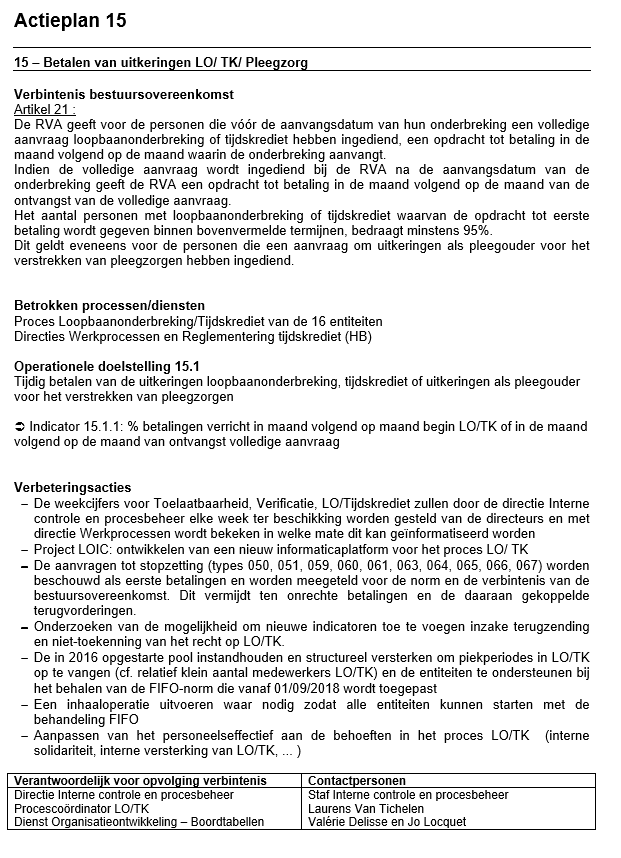 Actieplan 15
15 – Betalen van uitkeringen LO/ TK/ Pleegzorg
Verbintenis bestuursovereenkomst
Artikel 21 :
De RVA geeft voor de personen die vóór de aanvangsdatum van hun onderbreking een volledige
aanvraag loopbaanonderbreking of tijdskrediet hebben ingediend, een opdracht tot betaling in de
maand volgend op de maand waarin de onderbreking aanvangt.
Indien de volledige aanvraag wordt ingediend bij de RVA na de aanvangsdatum van de
onderbreking geeft de RVA een opdracht tot betaling in de maand volgend op de maand van de
ontvangst van de volledige aanvraag.
Het aantal personen met loopbaanonderbreking of tijdskrediet waarvan de opdracht tot eerste
betaling wordt gegeven binnen bovenvermelde termijnen, bedraagt minstens 95%.
Dit geldt eveneens voor de personen die een aanvraag om uitkeringen als pleegouder voor het
verstrekken van pleegzorgen hebben ingediend.
Betrokken processen/diensten
Proces Loopbaanonderbreking/Tijdskrediet van de 16 entiteiten
Directies Werkprocessen en Reglementering tijdskrediet (HB)
Operationele doelstelling 15.1
Tijdig betalen van de uitkeringen loopbaanonderbreking, tijdskrediet of uitkeringen als pleegouder
voor het verstrekken van pleegzorgen
➲ Indicator 15.1.1: % betalingen verricht in maand volgend op maand begin LO/TK of in de maand
volgend op de maand van ontvangst volledige aanvraag
Verbeteringsacties
– De weekcijfers voor Toelaatbaarheid, Verificatie, LO/Tijdskrediet zullen door de directie Interne
controle en procesbeheer elke week ter beschikking worden gesteld van de directeurs en met
directie Werkprocessen wordt bekeken in welke mate dit kan geïnformatiseerd worden
– Project LOIC: ontwikkelen van een nieuw informaticaplatform voor het proces LO/ TK
– De aanvragen tot stopzetting (types 050, 051, 059, 060, 061, 063, 064, 065, 066, 067) worden
beschouwd als eerste betalingen en worden meegeteld voor de norm en de verbintenis van de
bestuursovereenkomst. Dit vermijdt ten onrechte betalingen en de daaraan gekoppelde
terugvorderingen.
– Onderzoeken van de mogelijkheid om nieuwe indicatoren toe te voegen inzake terugzending
en niet-toekenning van het recht op LO/TK.
– De in 2016 opgestarte pool instandhouden en structureel versterken om piekperiodes in LO/TK
op te vangen (cf. relatief klein aantal medewerkers LO/TK) en de entiteiten te ondersteunen bij
het behalen van de FIFO-norm die vanaf 01/09/2018 wordt toegepast
– Een inhaaloperatie uitvoeren waar nodig zodat alle entiteiten kunnen starten met de
behandeling FIFO
– Aanpassen van het personeelseffectief aan de behoeften in het proces LO/TK (interne
solidariteit, interne versterking van LO/TK, ... )
Verantwoordelijk voor opvolging verbintenis Contactpersonen
Directie Interne controle en procesbeheer Staf Interne controle en procesbeheer
Procescoördinator LO/TK Laurens Van Tichelen
Dienst Organisatieontwikkeling – Boordtabellen Valérie Delisse en Jo Locquet